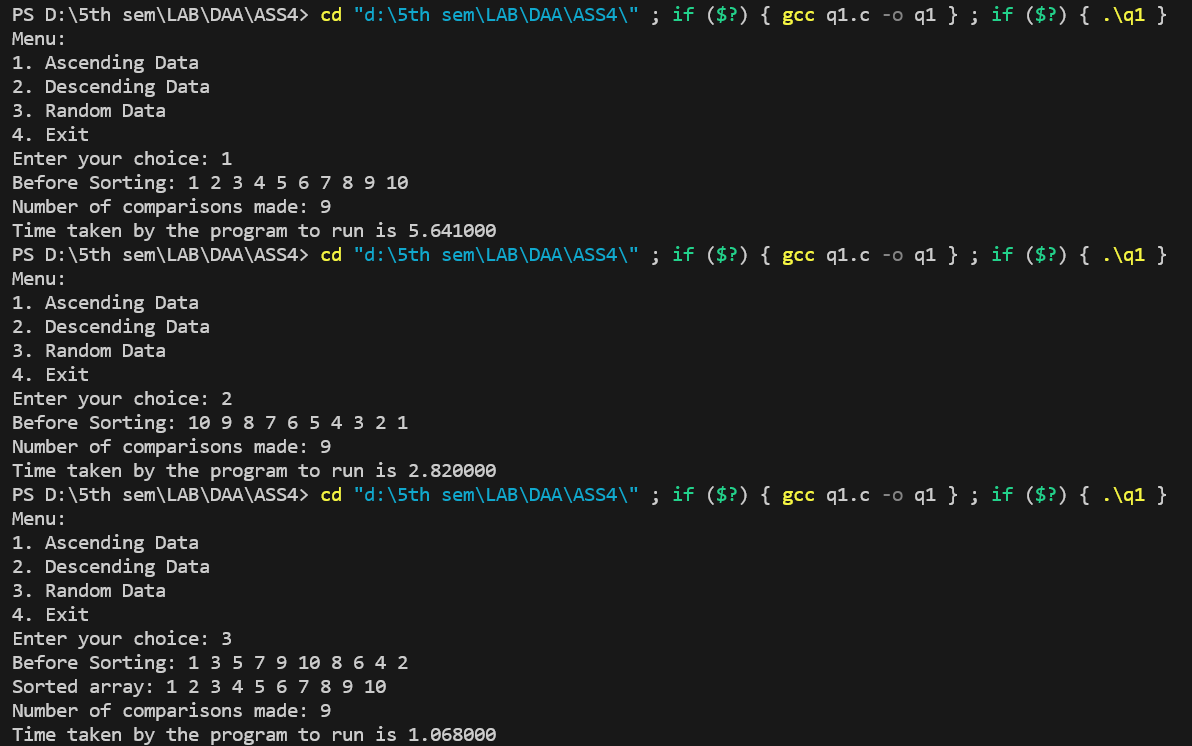 PS D:\5th sem\LAB\DAA\ASS4> cd "d:\5th sem\LAB\DAA\ASS4\" ; if ($?) { gcc q1.c -o q1 } ; if ($?) { .\q1 }
Menu:
1. Ascending Data
2. Descending Data
3. Random Data
4. Exit
Enter your choice: 1
Before Sorting: 1 2 3 4 5 6 7 8 9 10
Number of comparisons made: 9
Time taken by the program to run is 5.641000
PS D:\5th sem\LAB\DAA\ASS4> cd "d:\5th sem\LAB\DAA\ASS4\" ; if ($?) { gcc q1.c -o q1 } ; if ($?) { .\q1 }
Menu:
1. Ascending Data
2. Descending Data
3. Random Data
4. Exit
Enter your choice: 2
Before Sorting: 10 9 8 7 6 5 4 3 2 1
Number of comparisons made: 9
Time taken by the program to run is 2.820000
PS D:\5th sem\LAB\DAA\ASS4> cd "d:\5th sem\LAB\DAA\ASS4\" ; if ($?) { gcc q1.c -o q1 } ; if ($?) { .\q1 }
Menu:
1. Ascending Data
2. Descending Data
3. Random Data
4. Exit
Enter your choice: 3
Before Sorting: 1 3 5 7 9 10 8 6 4 2
Sorted array: 1 2 3 4 5 6 7 8 9 10
Number of comparisons made: 9
Time taken by the program to run is 1.068000